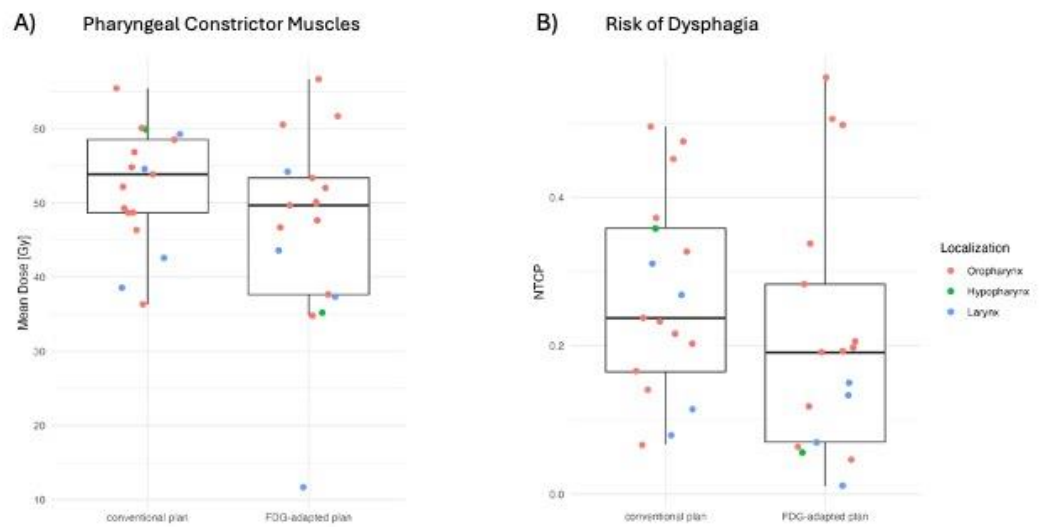 A) Pharyngeal Constrictor Muscles
B) Risk of Dysphagia
Mean Dose [Gy]
60
50
40
30
20
10
conventional plan
FDG-adapted plan
NTCP
0.4
0.2
0.0
conventional plan
FDG-adapted plan
Localization
Oropharynx
Hypopharynx
Larynx